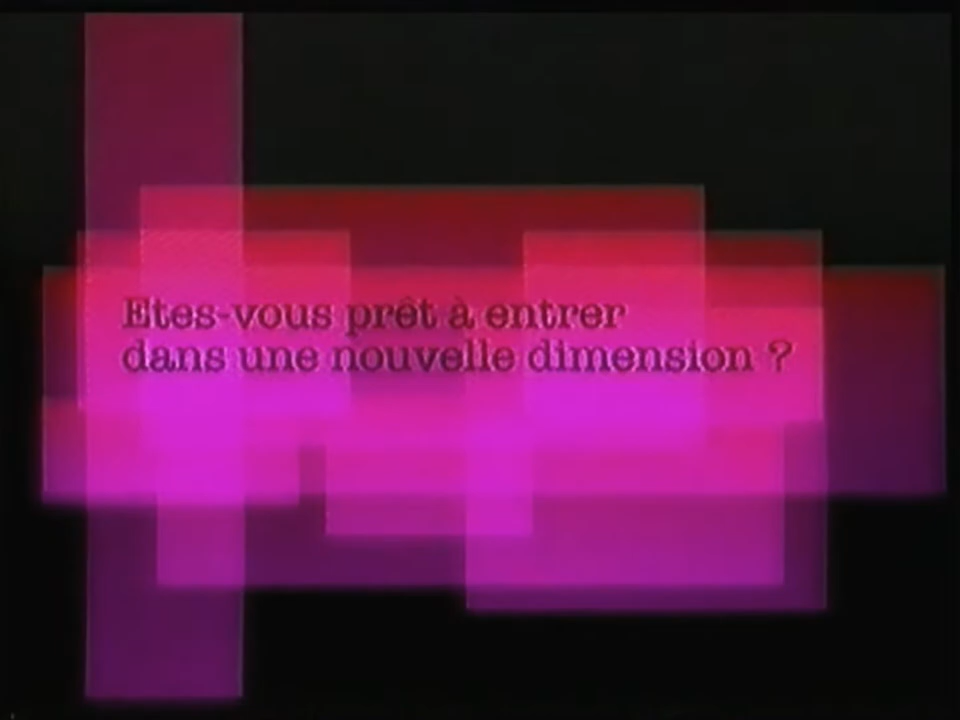 Etes-vous prêt à entrer
dans une nouvelle dimension ?